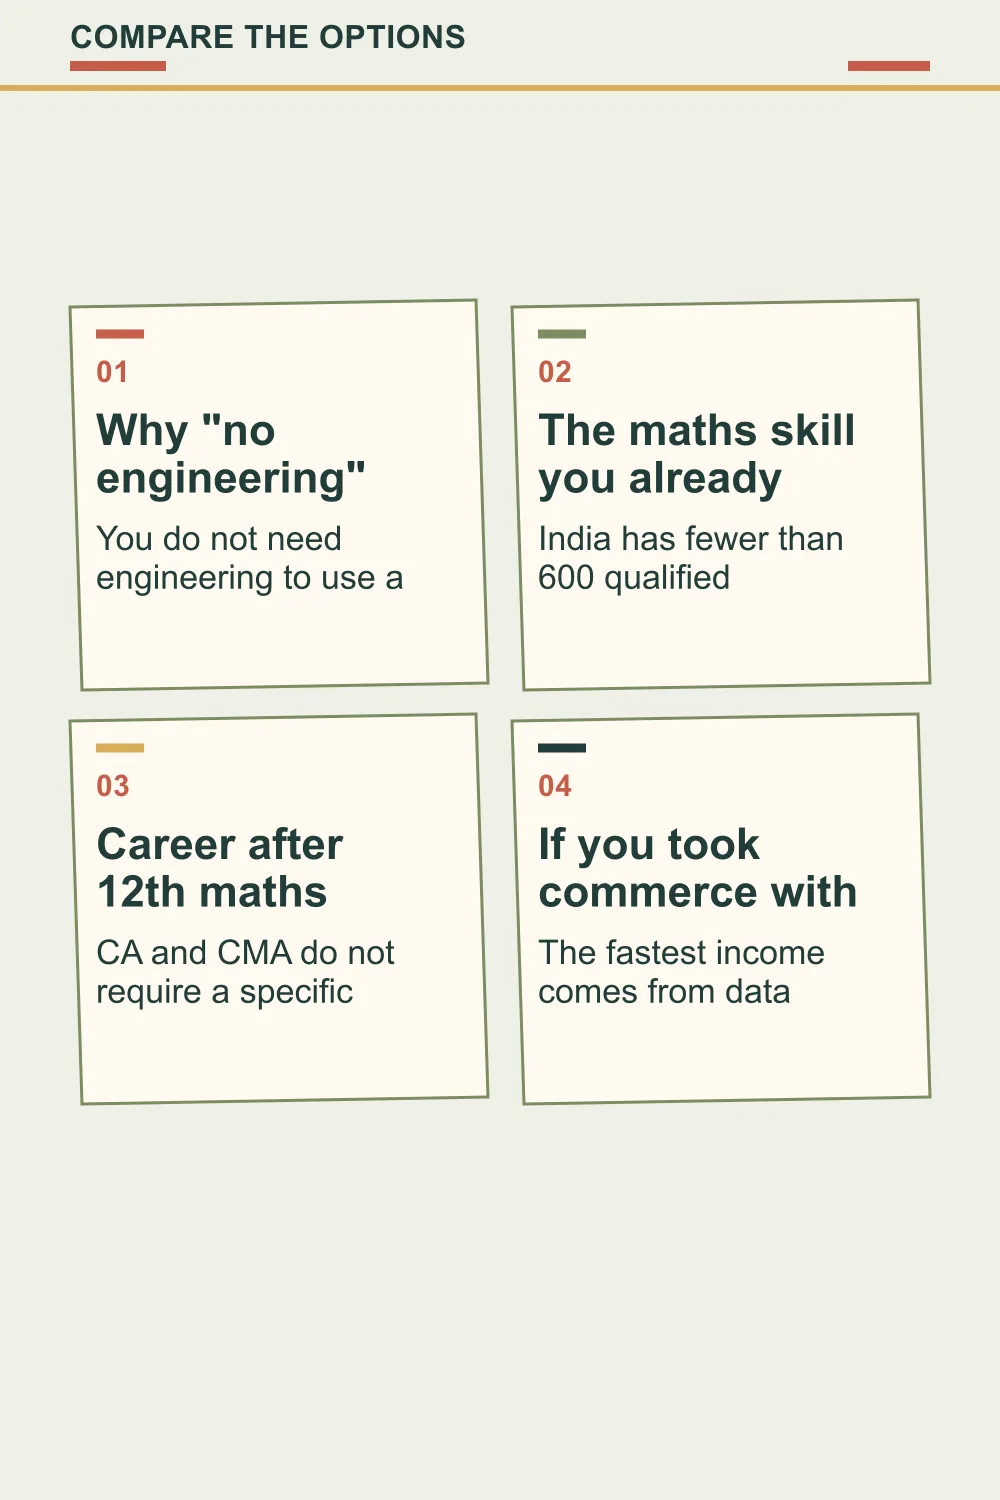 COMPARE THE OPTIONS
01
Why "no
engineering"
You do not need
engineering to use a
02
The maths skill
you already
India has fewer than
600 qualified
03
Career after
12th maths
CA and CMA do not
require a specific
04
If you took
commerce with
The fastest income
comes from data